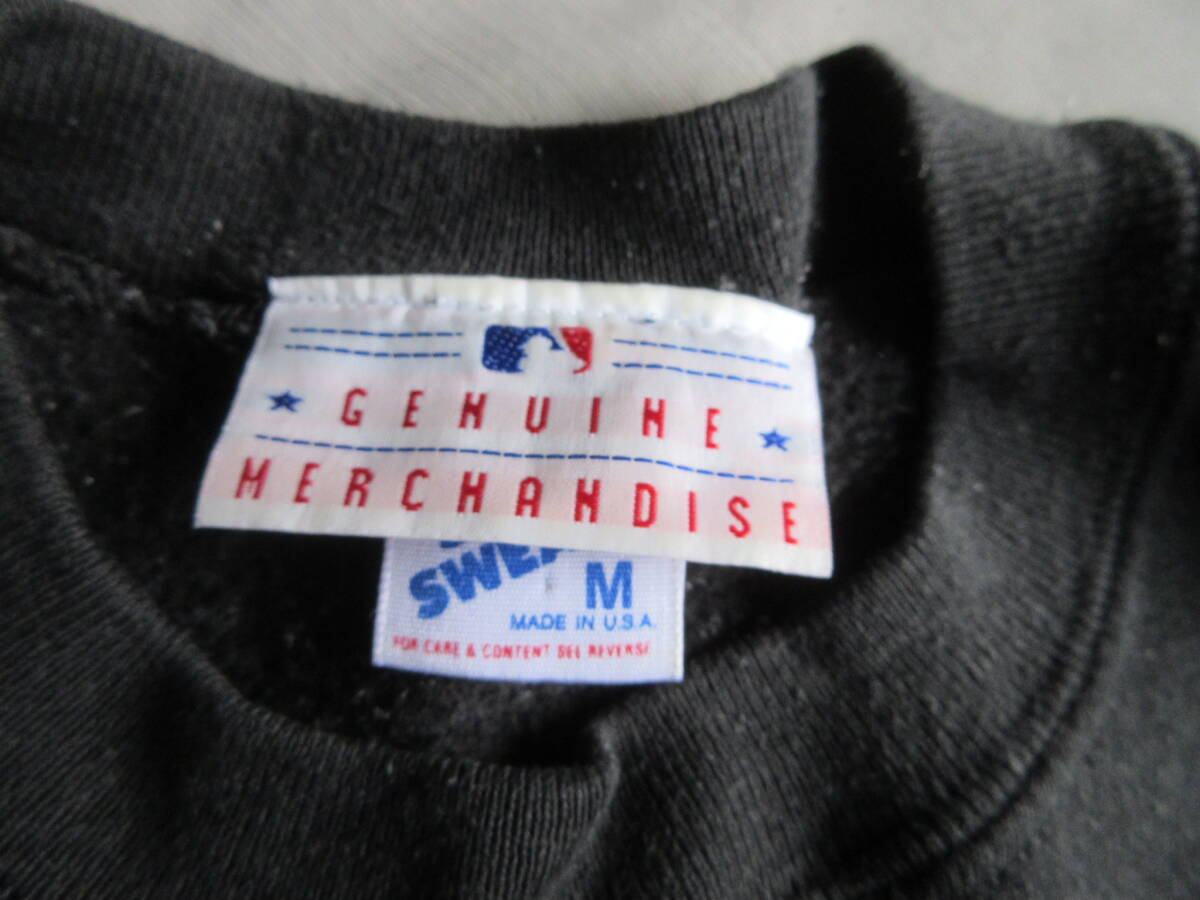 GENUINE
MERCHANDISE
M
MADE IN U.S.A.
FOR CARE & CONTENT SEE REVERSE